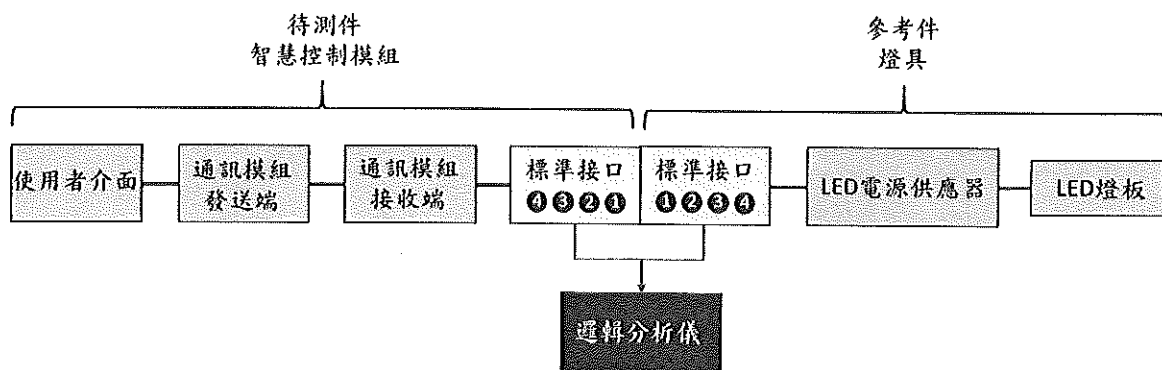 待測件
智慧控制模組
參考件
燈具
使用者介面
通訊模組
發送端
通訊模組
接收端
標準接口
❹❸❷❶
標準接口
❶❷❸❹
LED電源供應器
LED燈板
邏輯分析儀